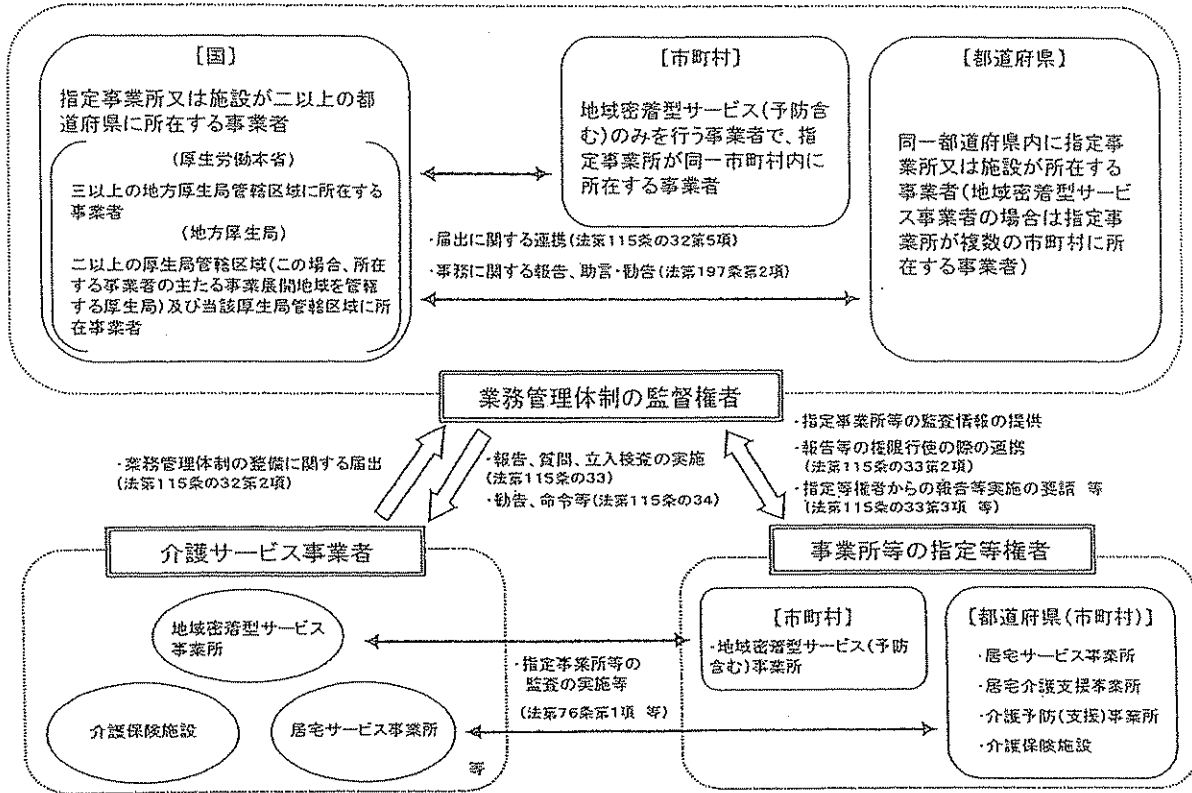 【国】
指定事業所又は施設が二以上の都
道府県に所在する事業者
(厚生労働本省)
三以上の地方厚生局管轄区域に所在する
事業者
(地方厚生局)
二以上の厚生局管轄区域(この場合、所在
する事業者の主たる事業展開地域を管轄
する厚生局)及び当該厚生局管轄区域に所
在事業者
【市町村】
地域密着型サービス(予防含
む)のみを行う事業者で、指
定事業所が同一市町村内に
所在する事業者
【都道府県】
同一都道府県内に指定事
業所又は施設が所在する
事業者(地域密着型サービ
ス事業者の場合は指定事
業所が複数の市町村に所
在する事業者)
・届出に関する連携(法第115条の32第5項)
・事務に関する報告、助言・勧告(法第197条第2項)
業務管理体制の監督権者
・業務管理体制の整備に関する届出
(法第115条の32第2項)
・報告、質問、立入検査の実施
(法第115条の33)
・勧告、命令等(法第115条の34)
・指定事業所等の監査情報の提供
・報告等の権限行使の際の連携
(法第115条の33第2項)
・指定等権者からの報告等実施の要請 等
(法第115条の33第3項 等)
介護サービス事業者
地域密着型サービス
事業所
介護保険施設
居宅サービス事業所
等
・指定事業所等の
監査の実施等
(法第76条第1項 等)
事業所等の指定等権者
【市町村】
・地域密着型サービス(予防
含む)事業所
【都道府県(市町村)】
・居宅サービス事業所
・居宅介護支援事業所
・介護予防(支援)事業所
・介護保険施設